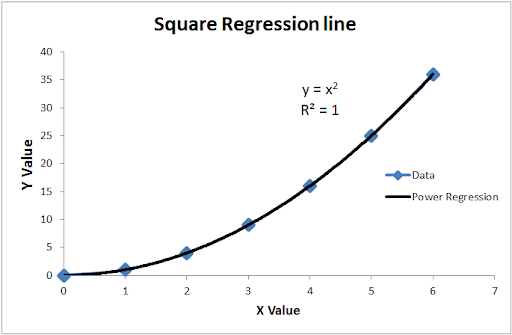 Square Regression line
40
35
30
25
20
15
10
5
0
y = x²
R² = 1
Y Value
Data
Power Regression
0 1 2 3 4 5 6 7
X Value